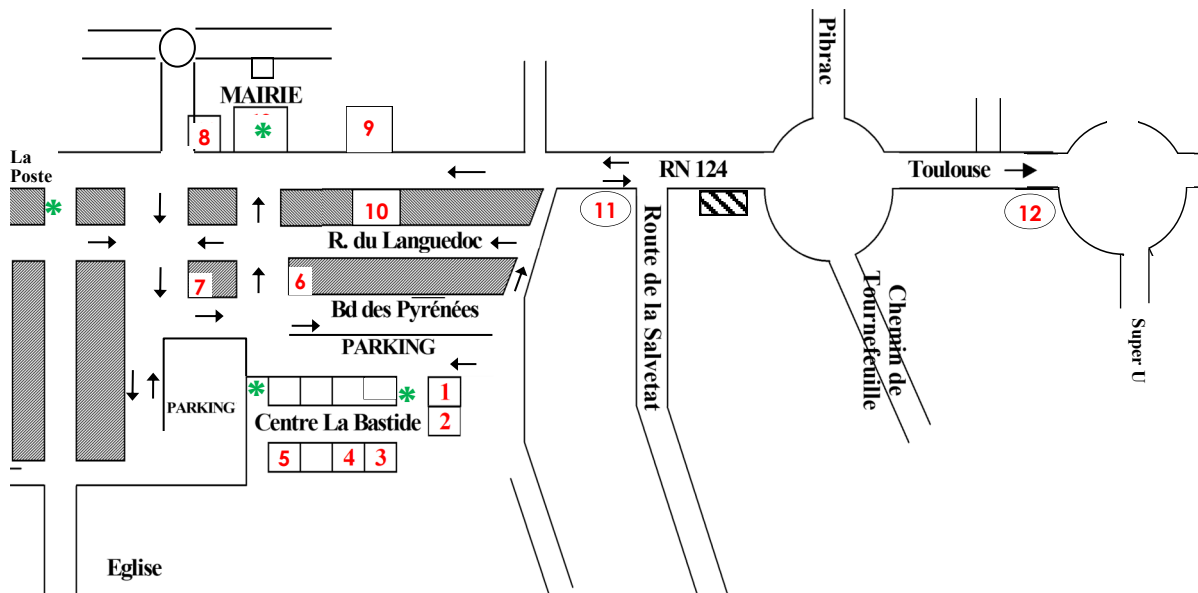 Pibrac
MAIRIE
*
8
9
La
Poste
RN 124
Toulouse
*
10
11
12
R. du Languedoc
7
6
Bd des Pyrénées
PARKING
Route de la Salvetat
Chemin de
Tournefeuille
Super U
PARKING
*
*
1
Centre La Bastide
2
5
4
3
Eglise